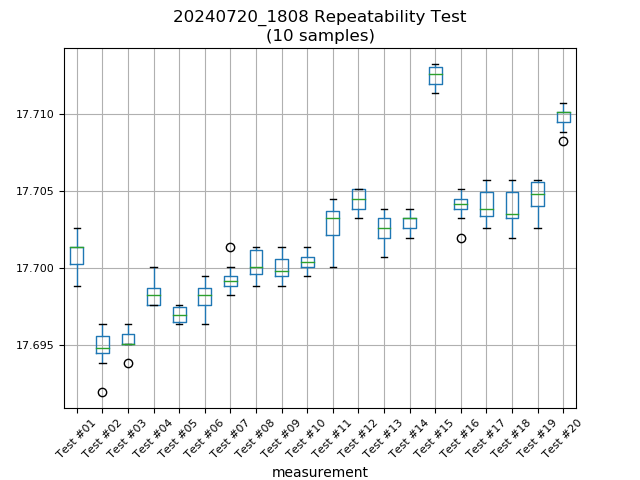 20240720_1808 Repeatability Test
(10 samples)
17.710
17.705
17.700
17.695
Test #01
Test #02
Test #03
Test #04
Test #05
Test #06
Test #07
Test #08
Test #09
Test #10
Test #11
Test #12
Test #13
Test #14
Test #15
Test #16
Test #17
Test #18
Test #19
Test #20
measurement